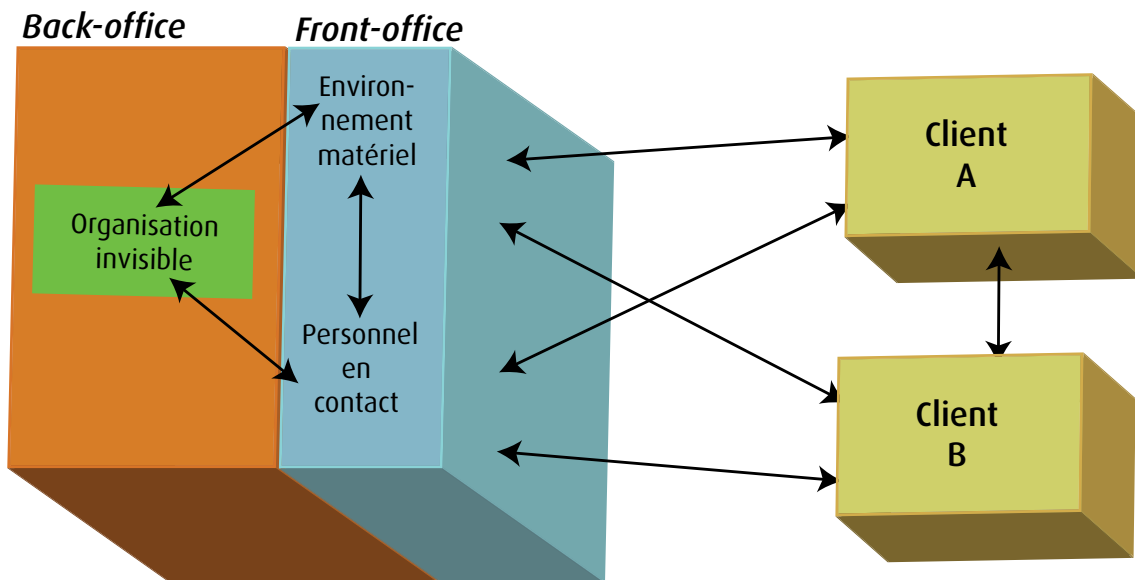 Back-office
Front-office
Environ-
nement
matériel
Organisation
invisible
Personnel
en
contact
Client
A
Client
B